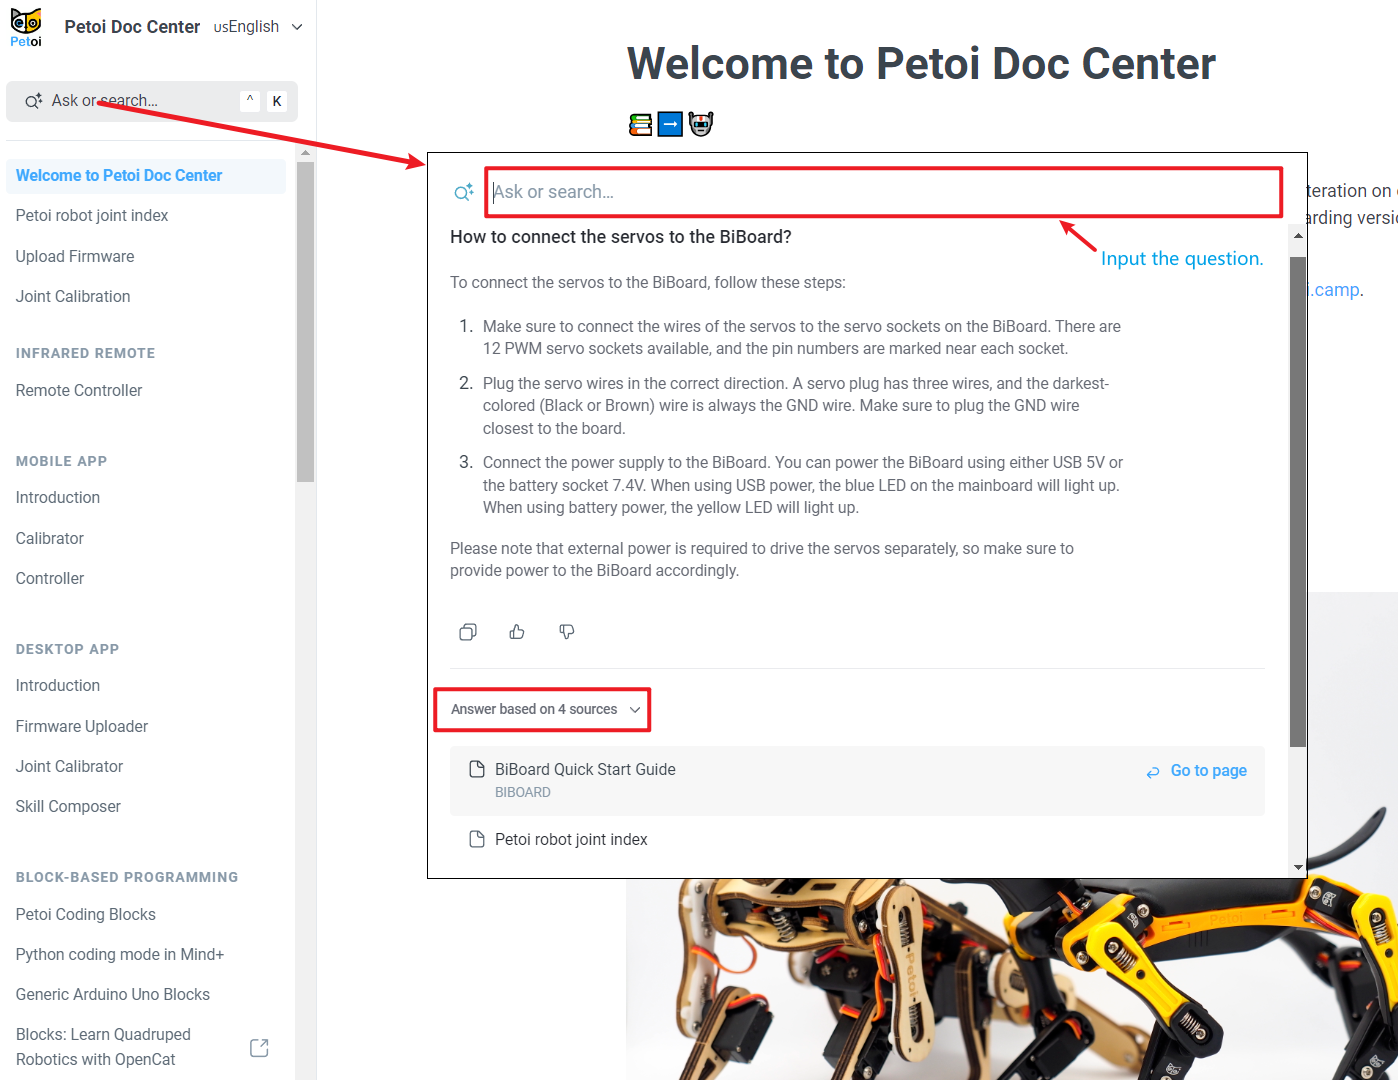 Petoi
Petoi Doc Center
usEnglish
Ask or search...
^
K
Welcome to Petoi Doc Center
Petoi robot joint index
Upload Firmware
Joint Calibration
INFRARED REMOTE
Remote Controller
MOBILE APP
Introduction
Calibrator
Controller
DESKTOP APP
Introduction
Firmware Uploader
Joint Calibrator
Skill Composer
BLOCK-BASED PROGRAMMING
Petoi Coding Blocks
Python coding mode in Mind+
Generic Arduino Uno Blocks
Blocks: Learn Quadruped
Robotics with OpenCat
Welcome to Petoi Doc Center
teration on
arding versi
i.camp.
Ask or search...
Input the question.
How to connect the servos to the BiBoard?
To connect the servos to the BiBoard, follow these steps:
1. Make sure to connect the wires of the servos to the servo sockets on the BiBoard. There are
12 PWM servo sockets available, and the pin numbers are marked near each socket.
2. Plug the servo wires in the correct direction. A servo plug has three wires, and the darkest-
colored (Black or Brown) wire is always the GND wire. Make sure to plug the GND wire
closest to the board.
3. Connect the power supply to the BiBoard. You can power the BiBoard using either USB 5V or
the battery socket 7.4V. When using USB power, the blue LED on the mainboard will light up.
When using battery power, the yellow LED will light up.
Please note that external power is required to drive the servos separately, so make sure to
provide power to the BiBoard accordingly.
Answer based on 4 sources
BiBoard Quick Start Guide
BIBOARD
Go to page
Petoi robot joint index
Petoi
Petoi